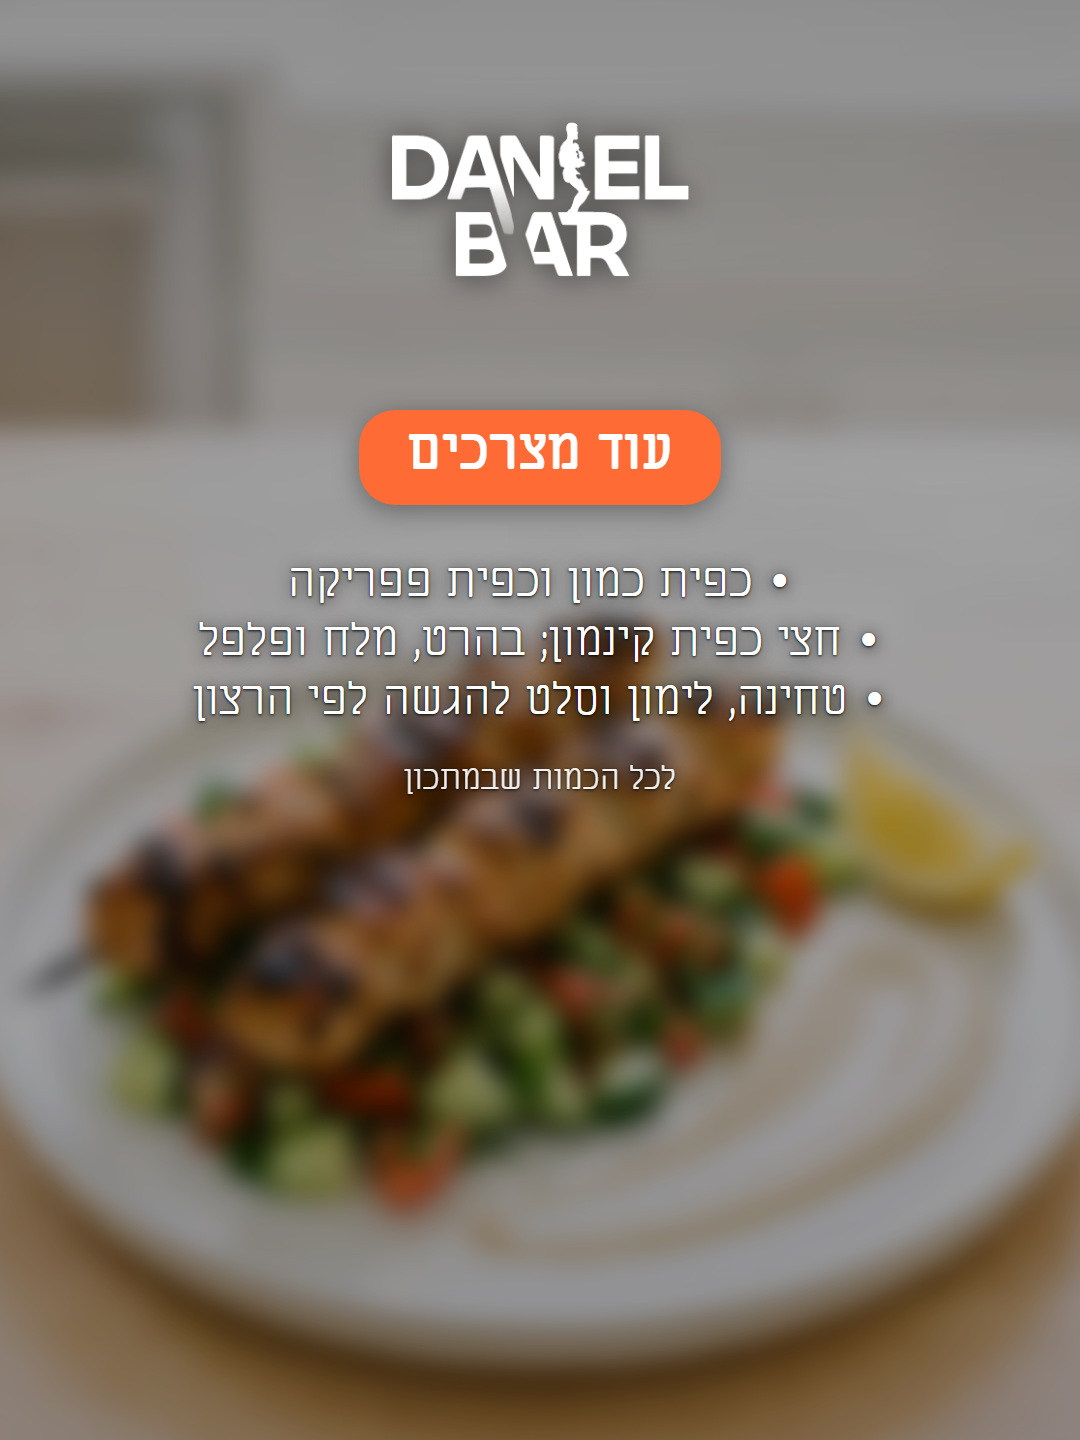 DANIEL
BAR
עוד מצרכים
• כפית כמון וכפית פפריקה
• חצי כפית קינמון; בהרט, מלח ופלפל
• טחינה, לימון וסלט להגשה לפי הרצון
לכל הכמות שבמתכון